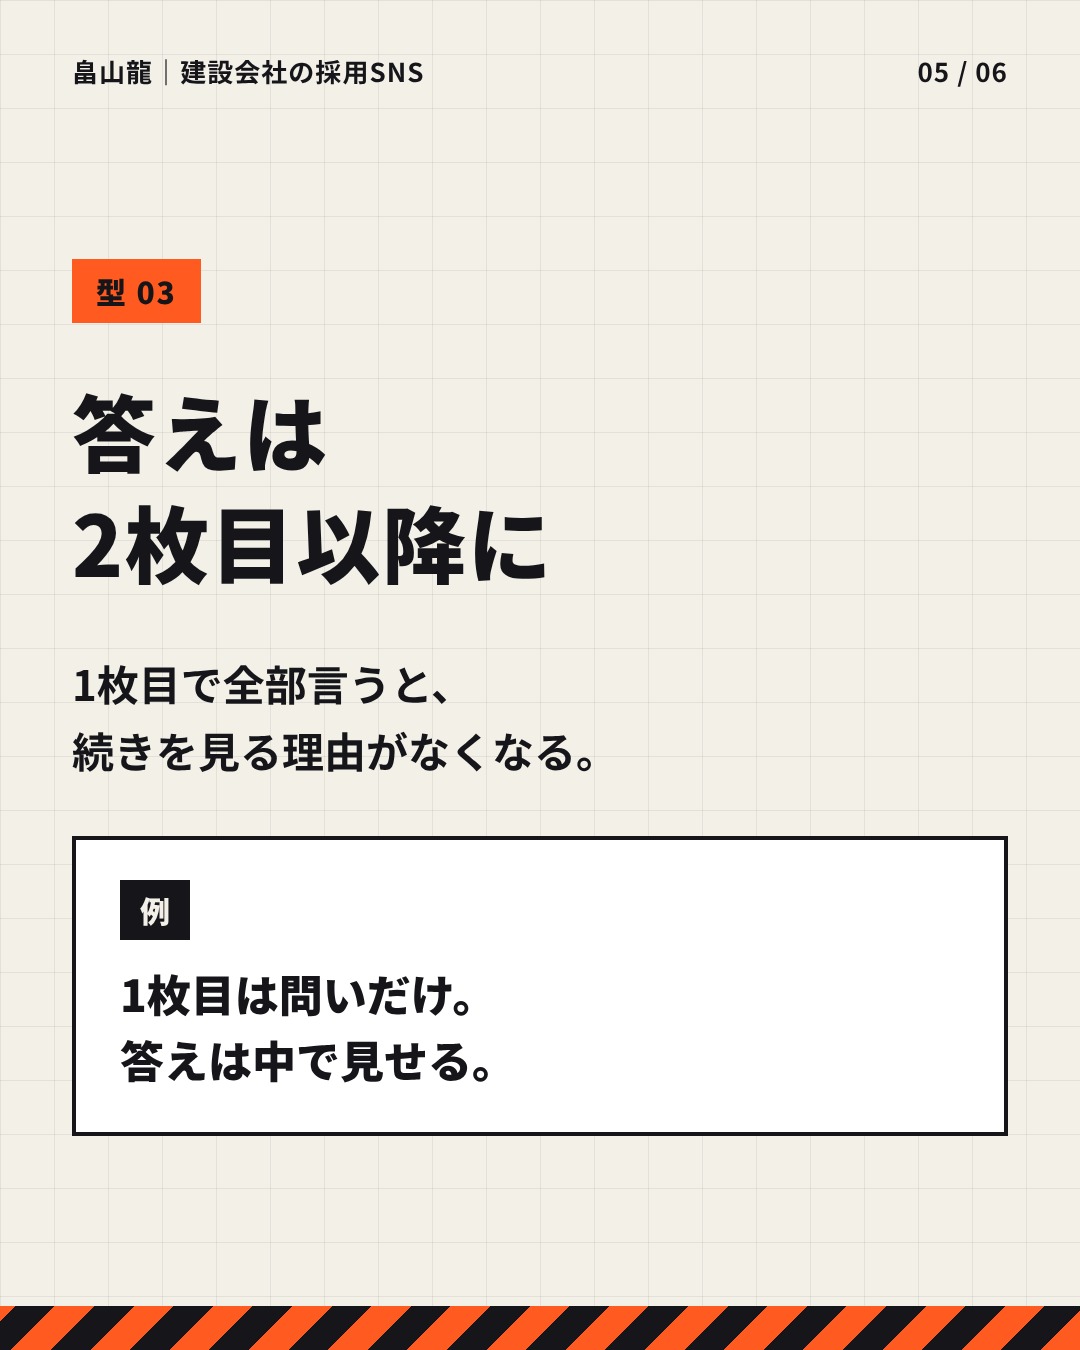 畠山龍｜建設会社の採用SNS
05 / 06
型 03
答えは
2枚目以降に
1枚目で全部言うと、
続きを見る理由がなくなる。
例
1枚目は問いだけ。
答えは中で見せる。